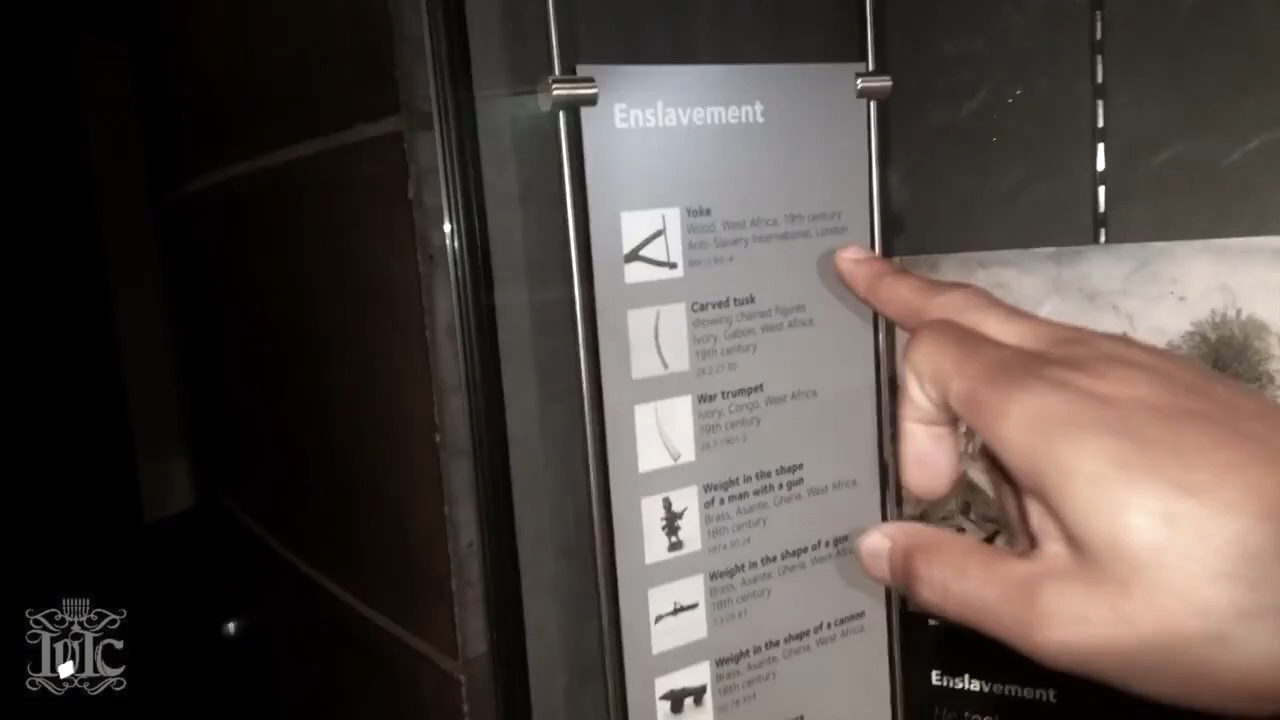 Enslavement
Yoke
Wood, West Africa, 19th century
Anti-Slavery International, London
Carved tusk
showing chained figures
Ivory, Gabon, West Africa,
19th century
War trumpet
Ivory, Congo, West Africa
19th century
Weight in the shape
of a man with a gun
Brass, Asante, Ghana, West Africa,
18th century
Weight in the shape of a gun
Brass, Asante, Ghana, West Africa
18th century
Weight in the shape of a cannon
Brass, Asante, Ghana, West Africa,
18th century
Enslavement